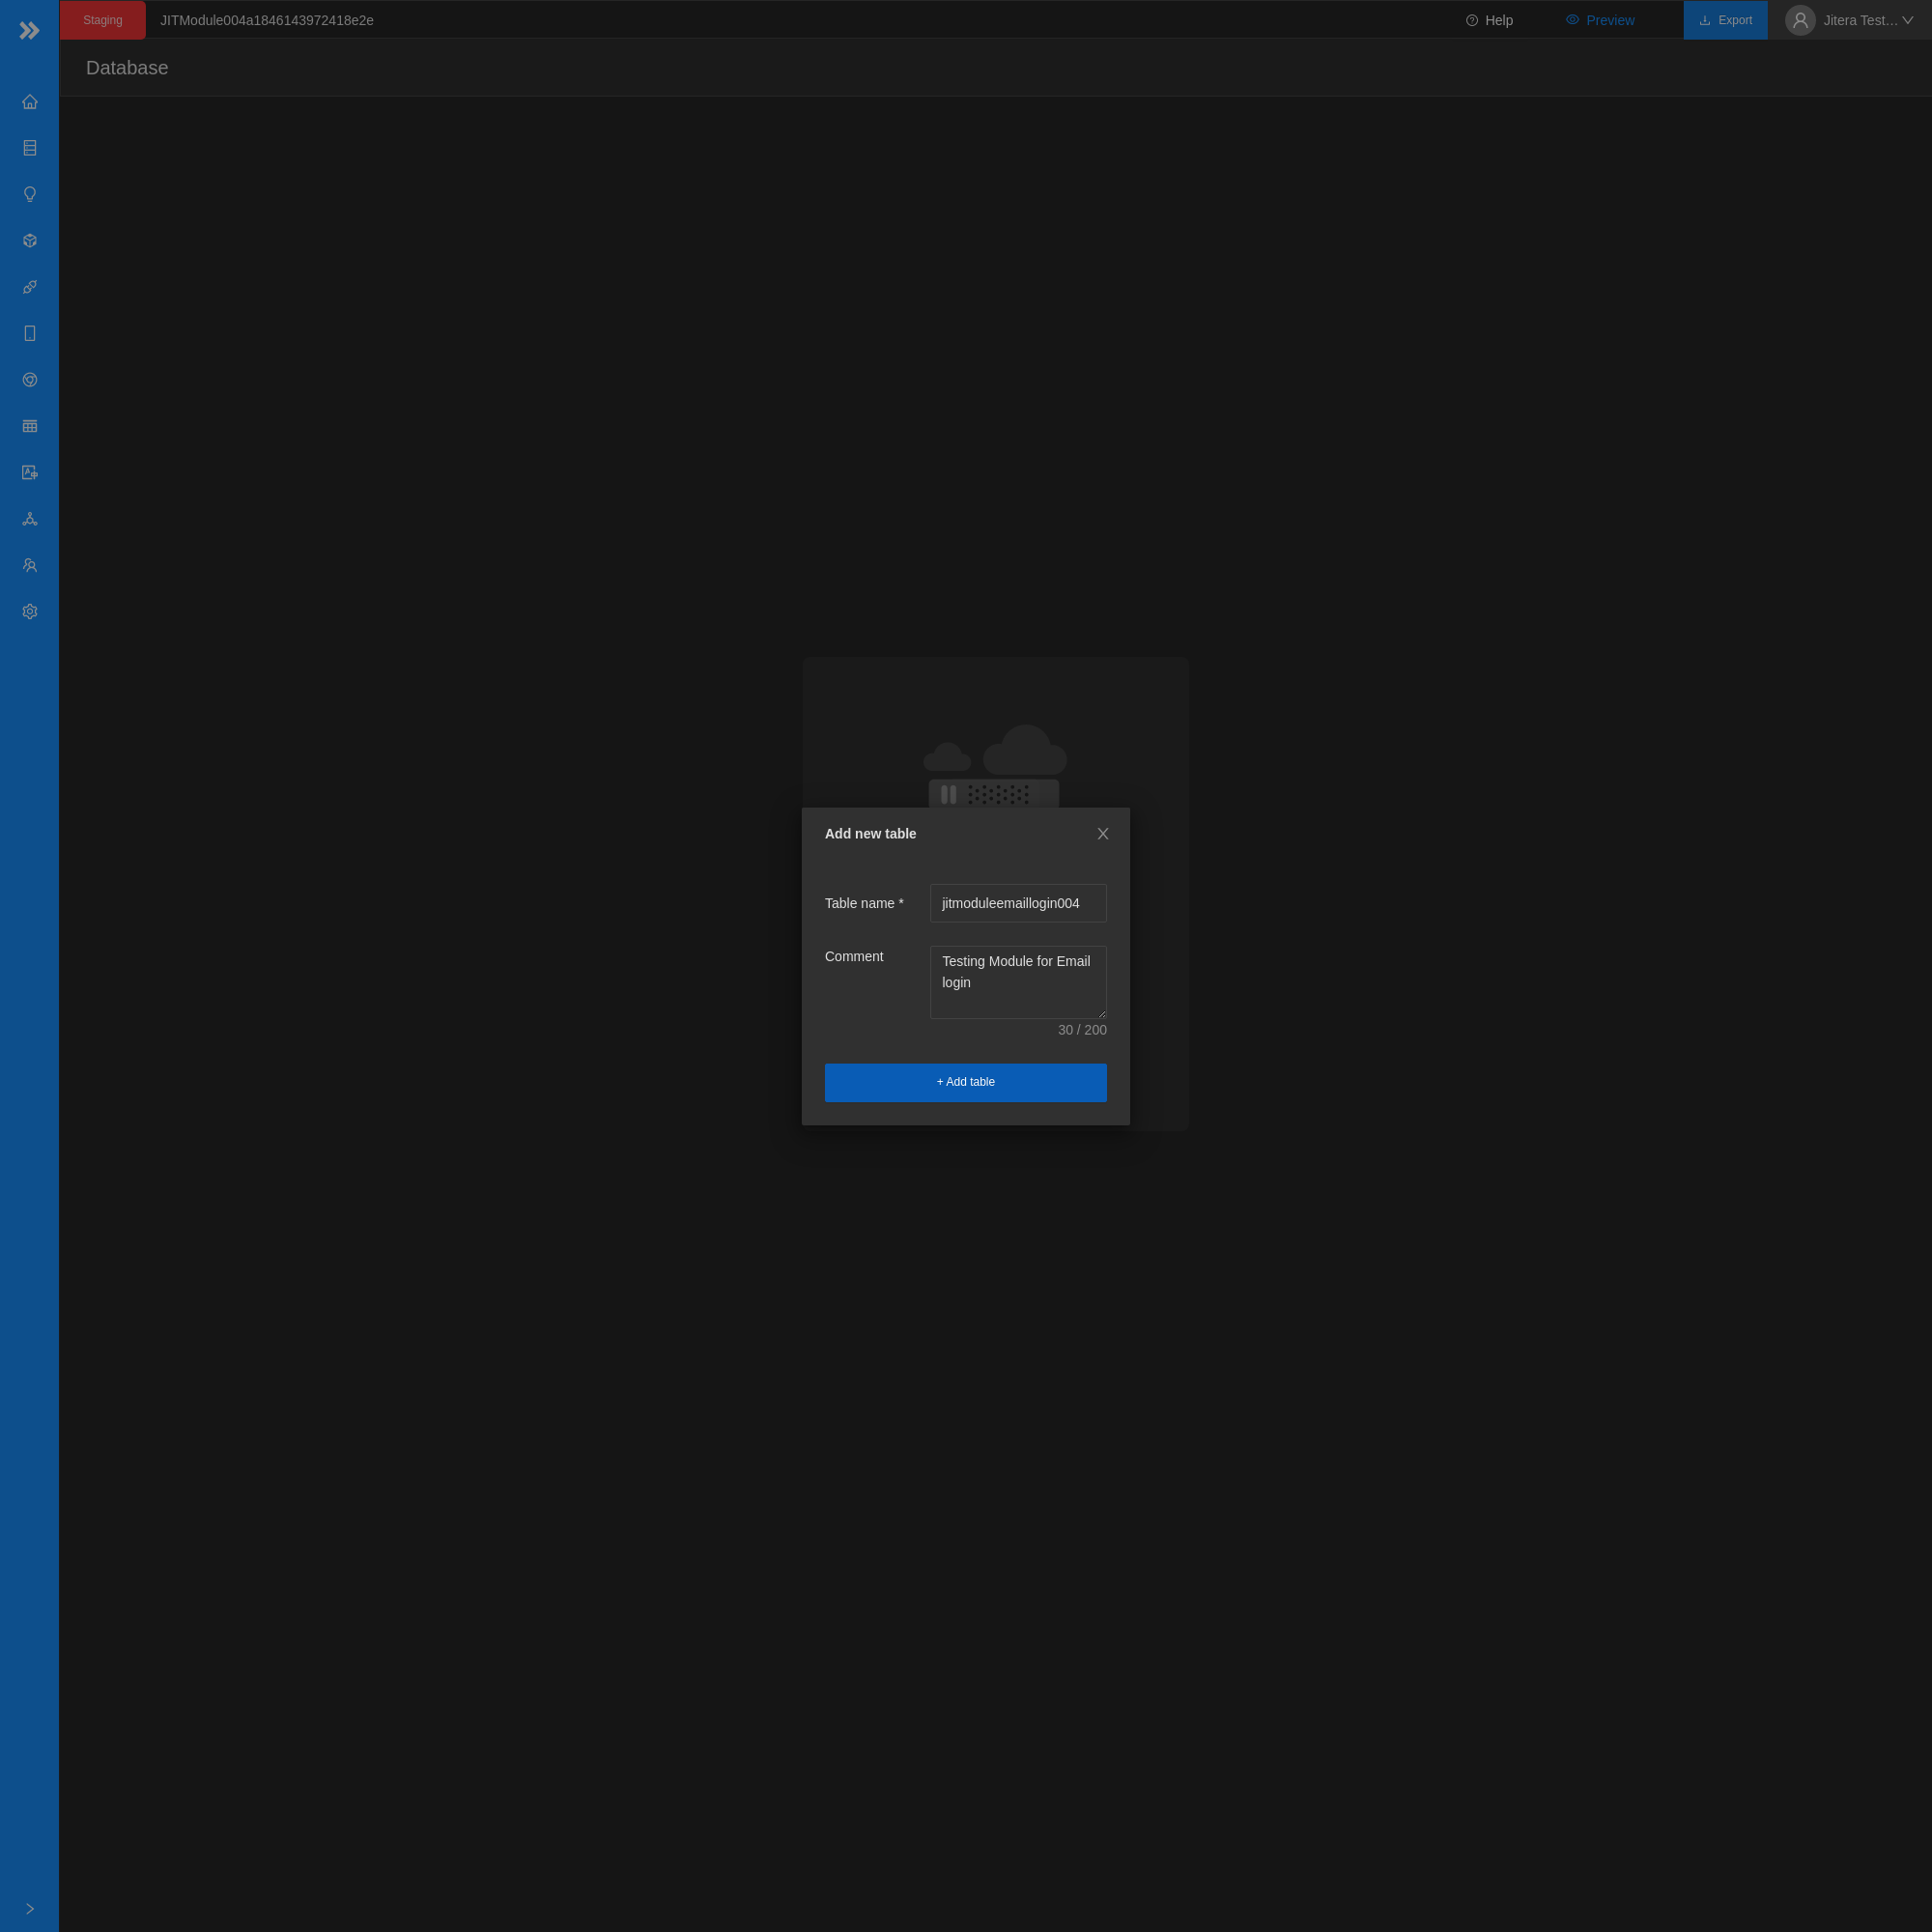 Staging
JITModule004a1846143972418e2e
Help
Preview
Export
Jitera Test...
Database
Add new table
Table name *
jitmoduleemaillogin004
Comment
Testing Module for Email
login
30 / 200
+ Add table